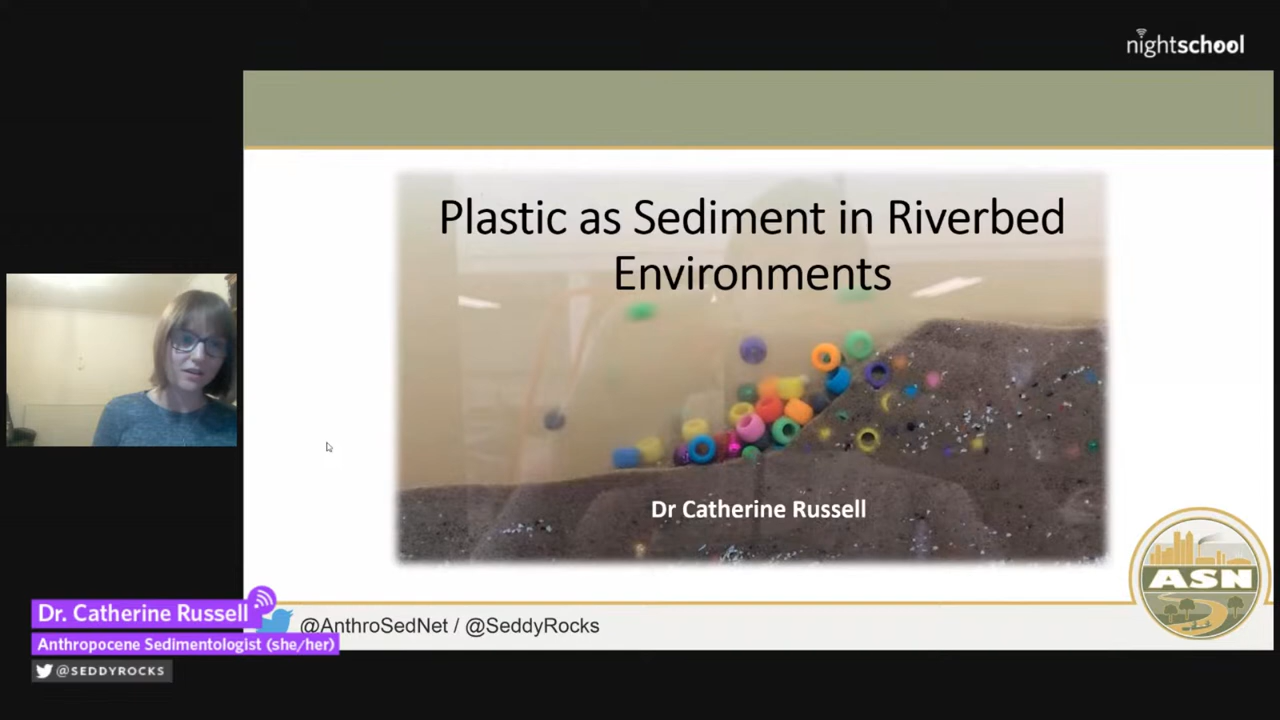 nightschool
Plastic as Sediment in Riverbed
Environments
Dr Catherine Russell
ASN
@AnthroSedNet / @SeddyRocks
Dr. Catherine Russell
Anthropocene Sedimentologist (she/her)
@SEDDYROCKS